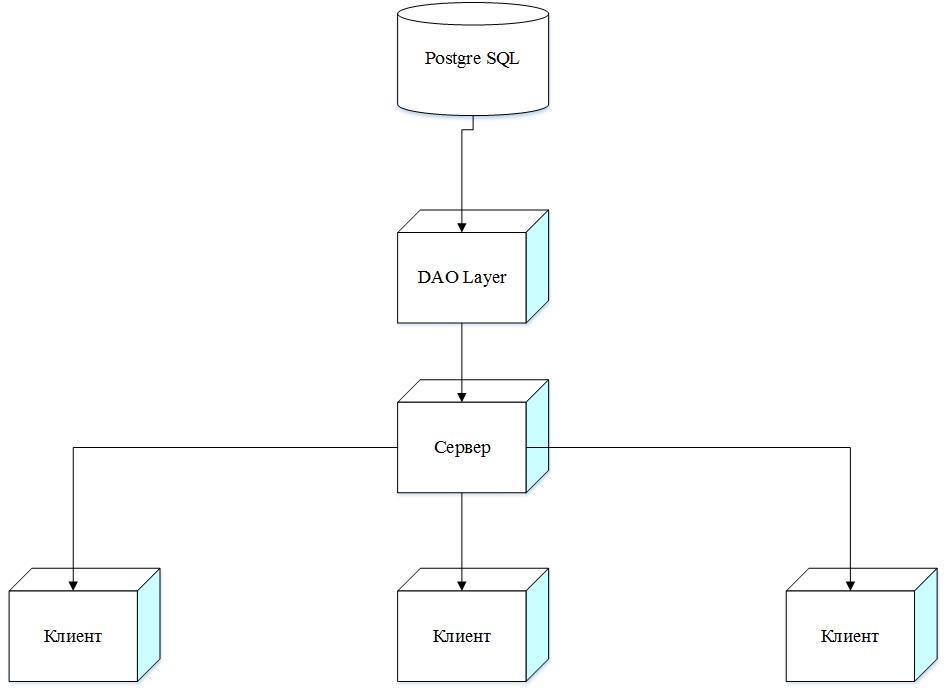 Postgre SQL
DAO Layer
Сервер
Клиент
Клиент
Клиент